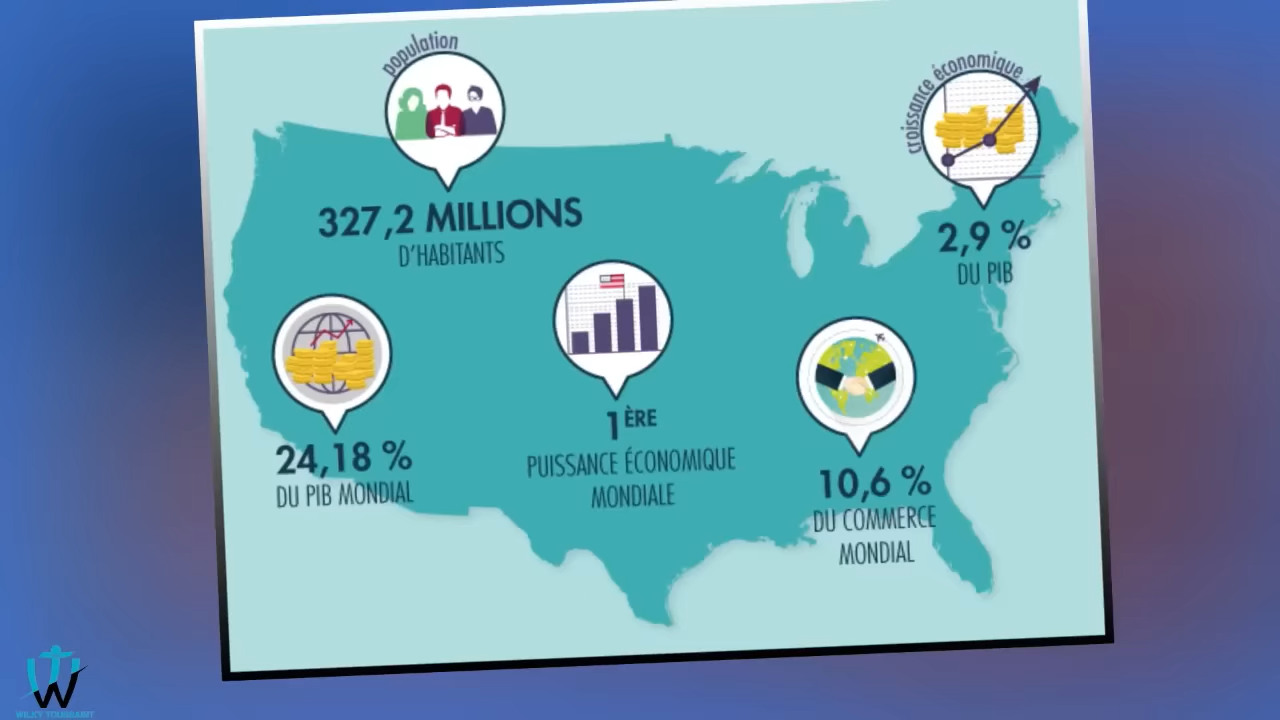 population
327,2 MILLIONS
D'HABITANTS
croissance économique
2,9 %
DU PIB
24,18 %
DU PIB MONDIAL
1ÈRE
PUISSANCE ÉCONOMIQUE
MONDIALE
10,6 %
DU COMMERCE
MONDIAL